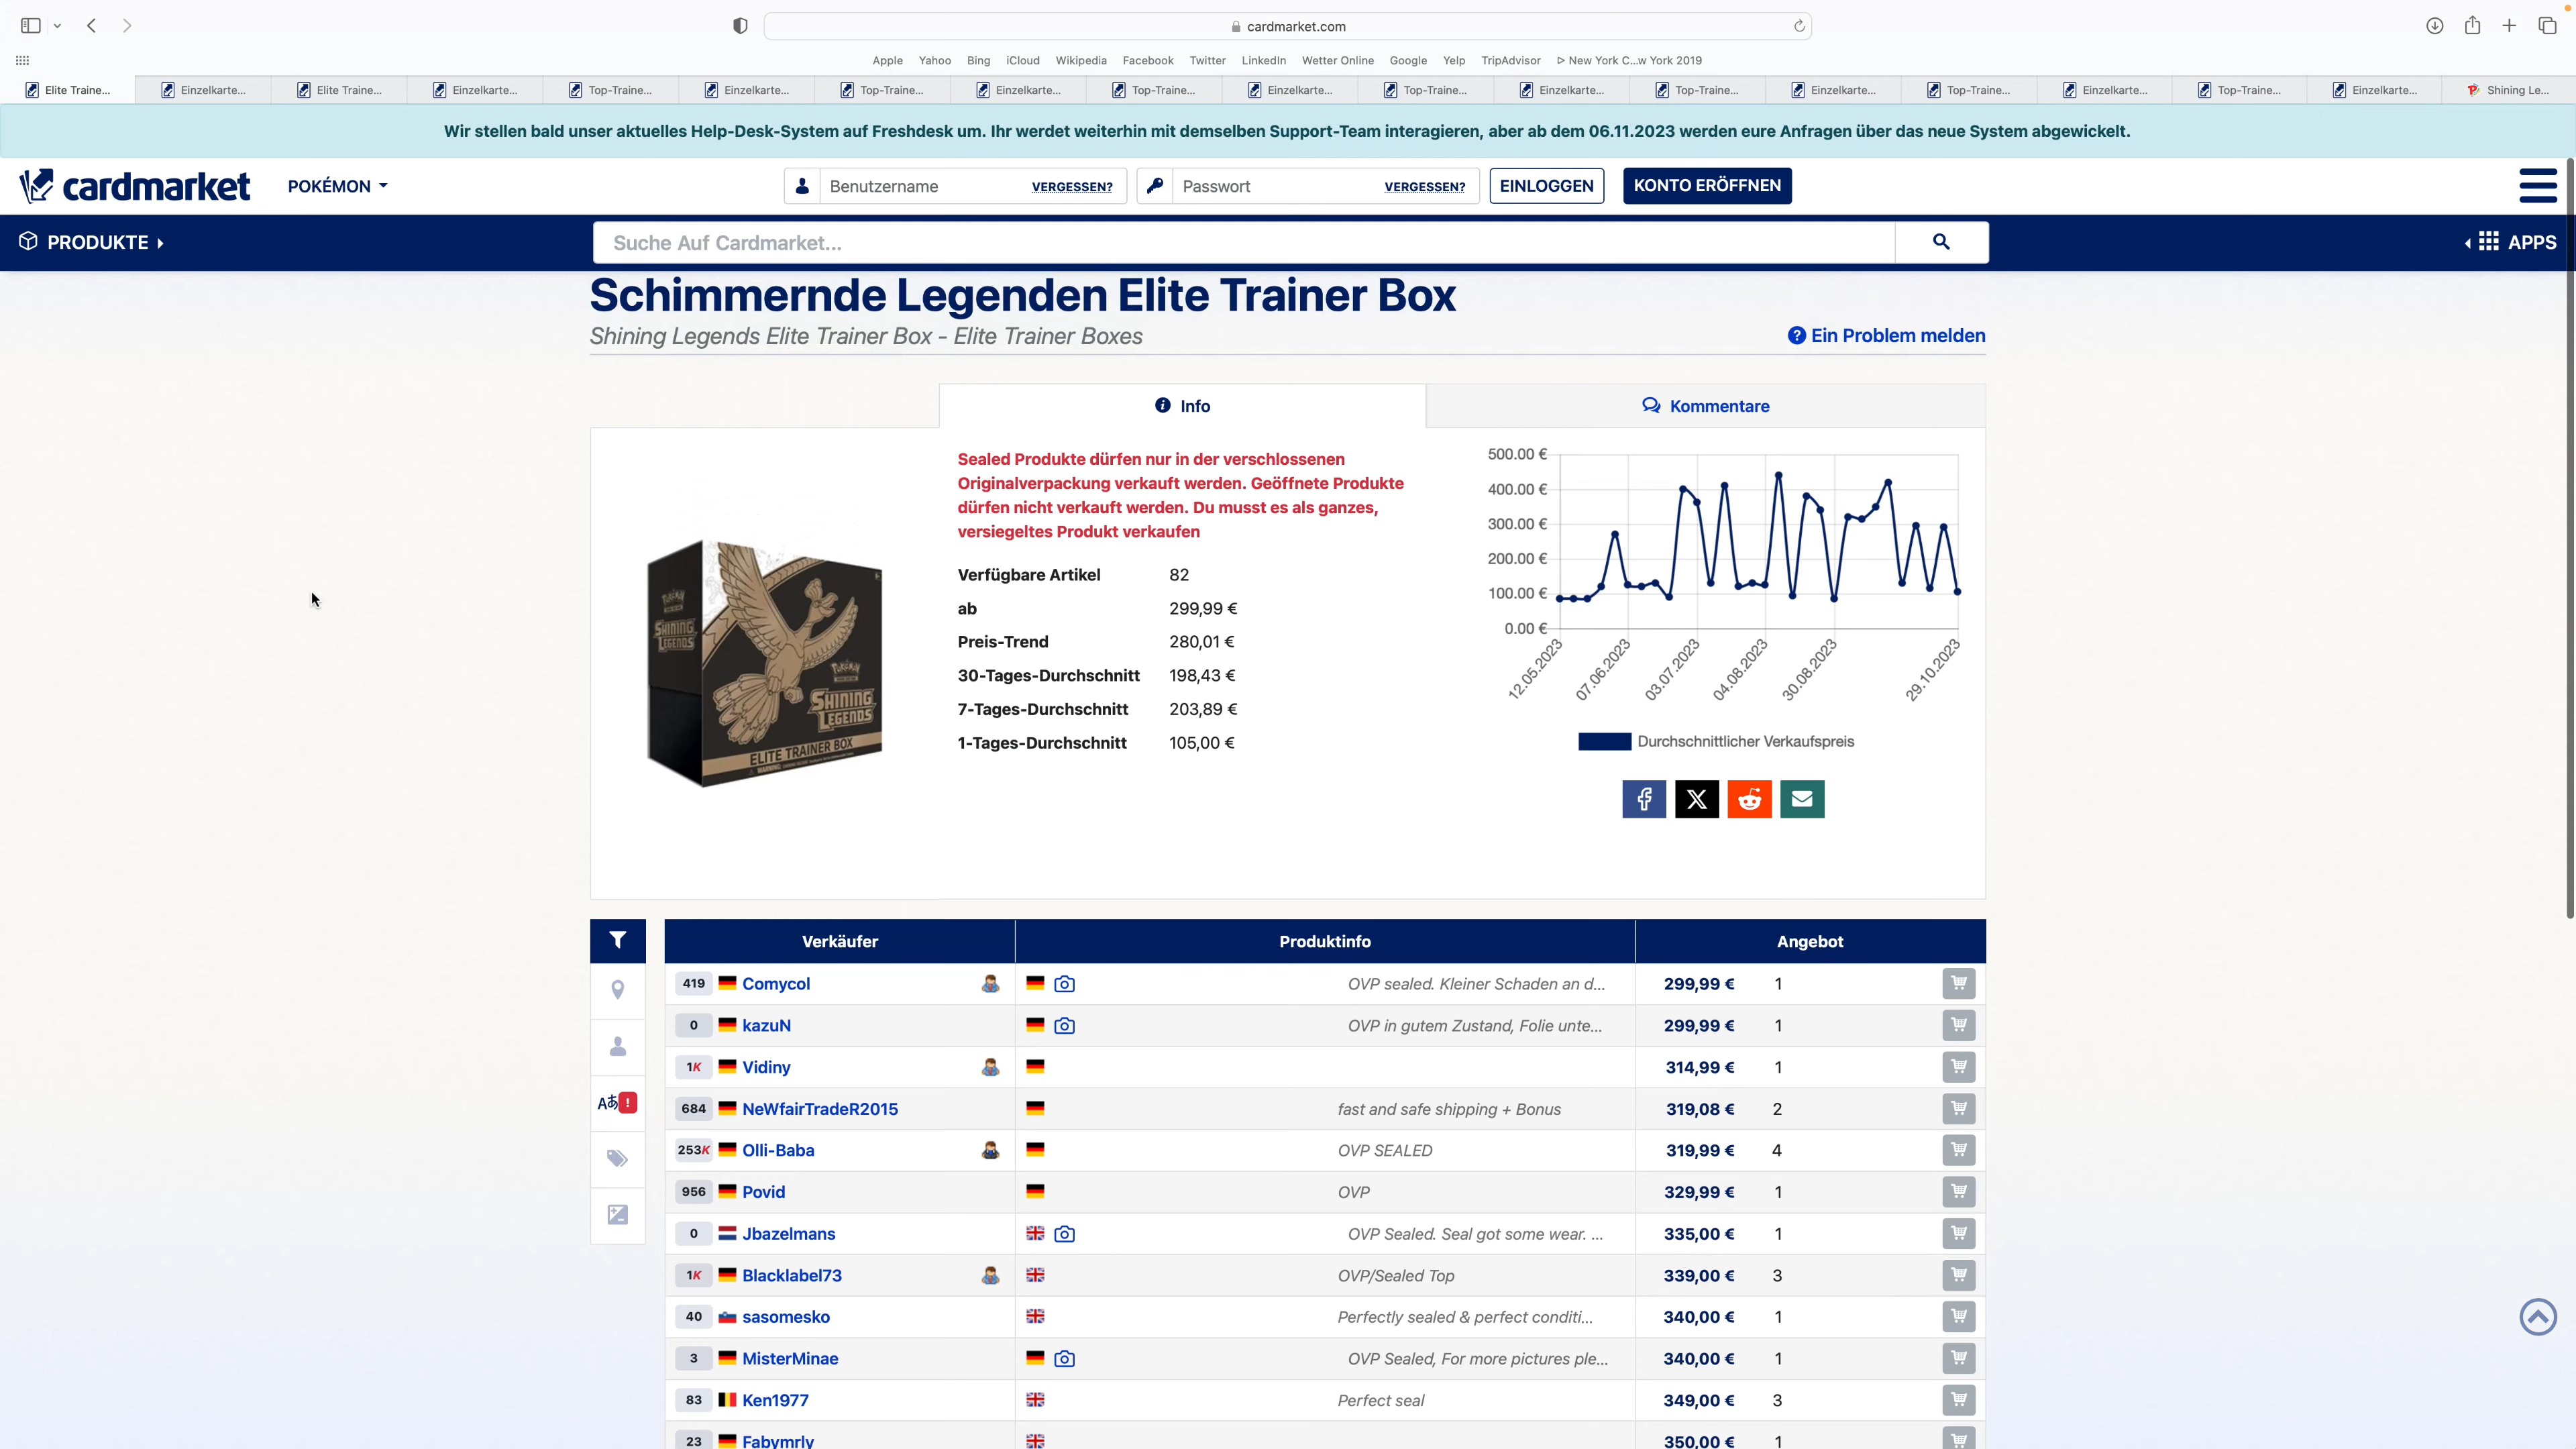 cardmarket.com
Apple Yahoo Bing iCloud Wikipedia Facebook Twitter LinkedIn Wetter Online Google Yelp TripAdvisor ᐅ New York C...w York 2019
Elite Traine... Einzelkarte... Elite Traine... Einzelkarte... Top-Traine... Einzelkarte... Top-Traine... Einzelkarte... Top-Traine... Einzelkarte... Top-Traine... Einzelkarte... Top-Traine... Einzelkarte... Top-Traine... Einzelkarte... Top-Traine... Einzelkarte... Shining Le...
Wir stellen bald unser aktuelles Help-Desk-System auf Freshdesk um. Ihr werdet weiterhin mit demselben Support-Team interagieren, aber ab dem 06.11.2023 werden eure Anfragen über das neue System abgewickelt.
cardmarket POKÉMON Benutzername VERGESSEN? Passwort VERGESSEN? EINLOGGEN KONTO ERÖFFNEN
PRODUKTE Suche Auf Cardmarket... APPS
Schimmernde Legenden Elite Trainer Box
Shining Legends Elite Trainer Box - Elite Trainer Boxes
Ein Problem melden
Info
Kommentare
SHINING
LEGENDS
SHINING
LEGENDS
ELITE TRAINER BOX
Sealed Produkte dürfen nur in der verschlossenen
Originalverpackung verkauft werden. Geöffnete Produkte
dürfen nicht verkauft werden. Du musst es als ganzes,
versiegeltes Produkt verkaufen
Verfügbare Artikel 82
ab 299,99 €
Preis-Trend 280,01 €
30-Tages-Durchschnitt 198,43 €
7-Tages-Durchschnitt 203,89 €
1-Tages-Durchschnitt 105,00 €
500.00 €
400.00 €
300.00 €
200.00 €
100.00 €
0.00 €
12.05.2023 07.06.2023 03.07.2023 04.08.2023 30.08.2023 29.10.2023
Durchschnittlicher Verkaufspreis
Verkäufer Produktinfo Angebot
419 Comycol OVP sealed. Kleiner Schaden an d... 299,99 € 1
0 kazuN OVP in gutem Zustand, Folie unte... 299,99 € 1
1K Vidiny 314,99 € 1
684 NeWfairTradeR2015 fast and safe shipping + Bonus 319,08 € 2
253K Olli-Baba OVP SEALED 319,99 € 4
956 Povid OVP 329,99 € 1
0 Jbazelmans OVP Sealed. Seal got some wear. ... 335,00 € 1
1K Blacklabel73 OVP/Sealed Top 339,00 € 3
40 sasomesko Perfectly sealed & perfect conditi... 340,00 € 1
3 MisterMinae OVP Sealed, For more pictures ple... 340,00 € 1
83 Ken1977 Perfect seal 349,00 € 3
23 Fabymrly 350,00 € 1
Aあ !